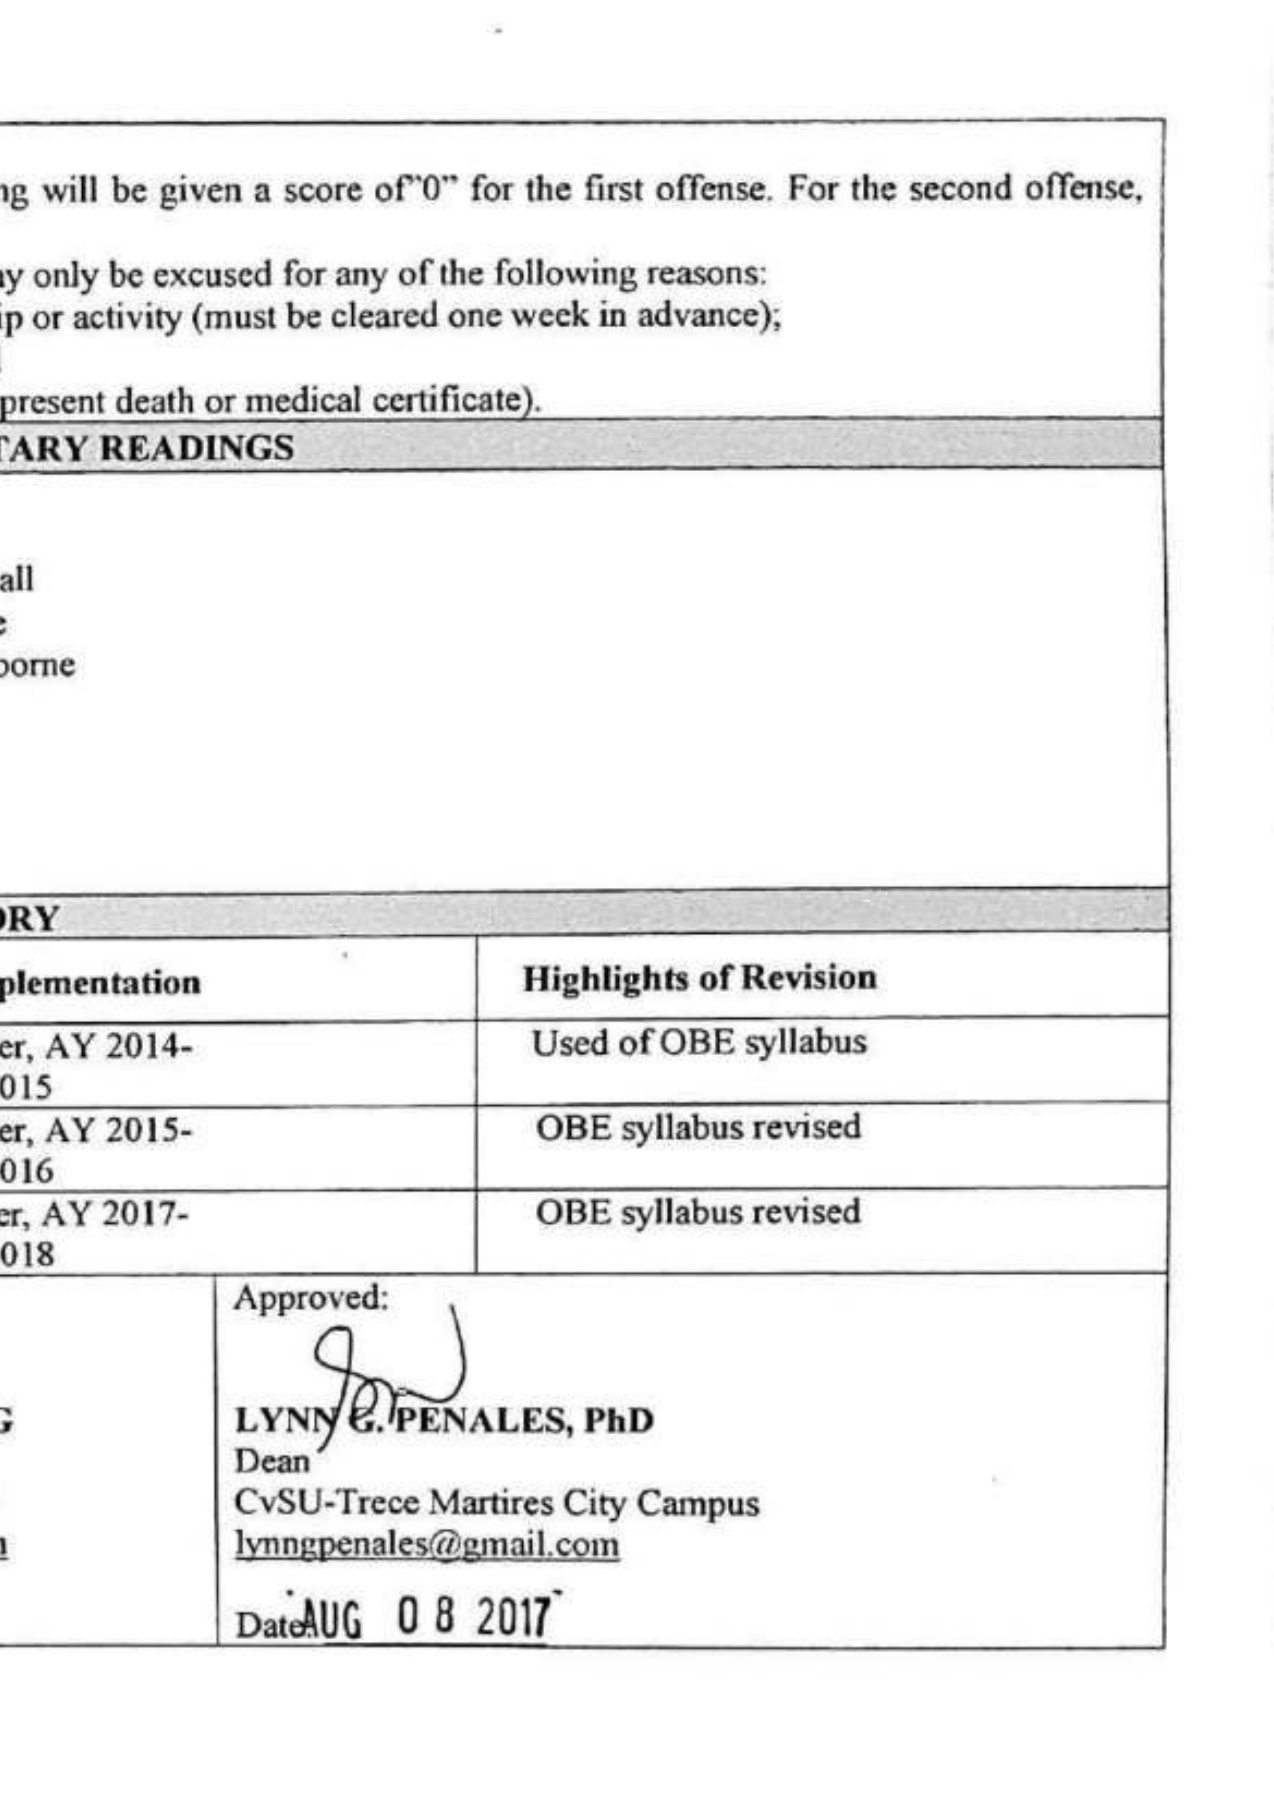 ng will be given a score of"0" for the first offense. For the second offense,
ay only be excused for any of the following reasons:
ip or activity (must be cleared one week in advance);
present death or medical certificate).
TARY READINGS
all
e
borne
ORY
plementation
Highlights of Revision
er, AY 2014-
015
Used of OBE syllabus
er, AY 2015-
016
OBE syllabus revised
er, AY 2017-
018
OBE syllabus revised
G
Approved:
LYNN G. PENALES, PhD
Dean
CvSU-Trece Martires City Campus
lynngpenales@gmail.com
Date: AUG 08 2017